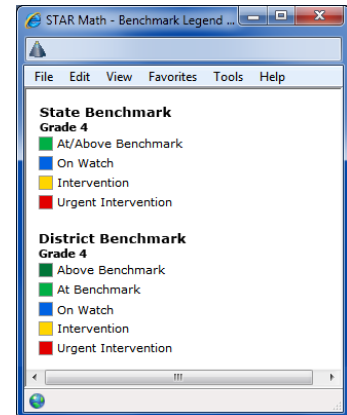 STAR Math - Benchmark Legend ...
File Edit View Favorites Tools Help
State Benchmark
Grade 4
At/Above Benchmark
On Watch
Intervention
Urgent Intervention
District Benchmark
Grade 4
Above Benchmark
At Benchmark
On Watch
Intervention
Urgent Intervention